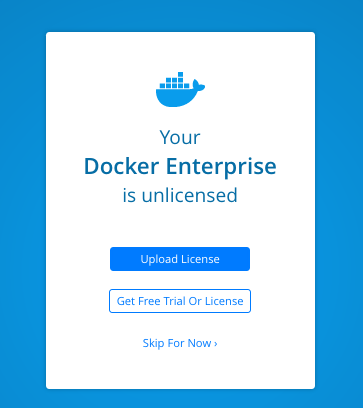 Your
Docker Enterprise
is unlicensed
Upload License
Get Free Trial Or License
Skip For Now ›